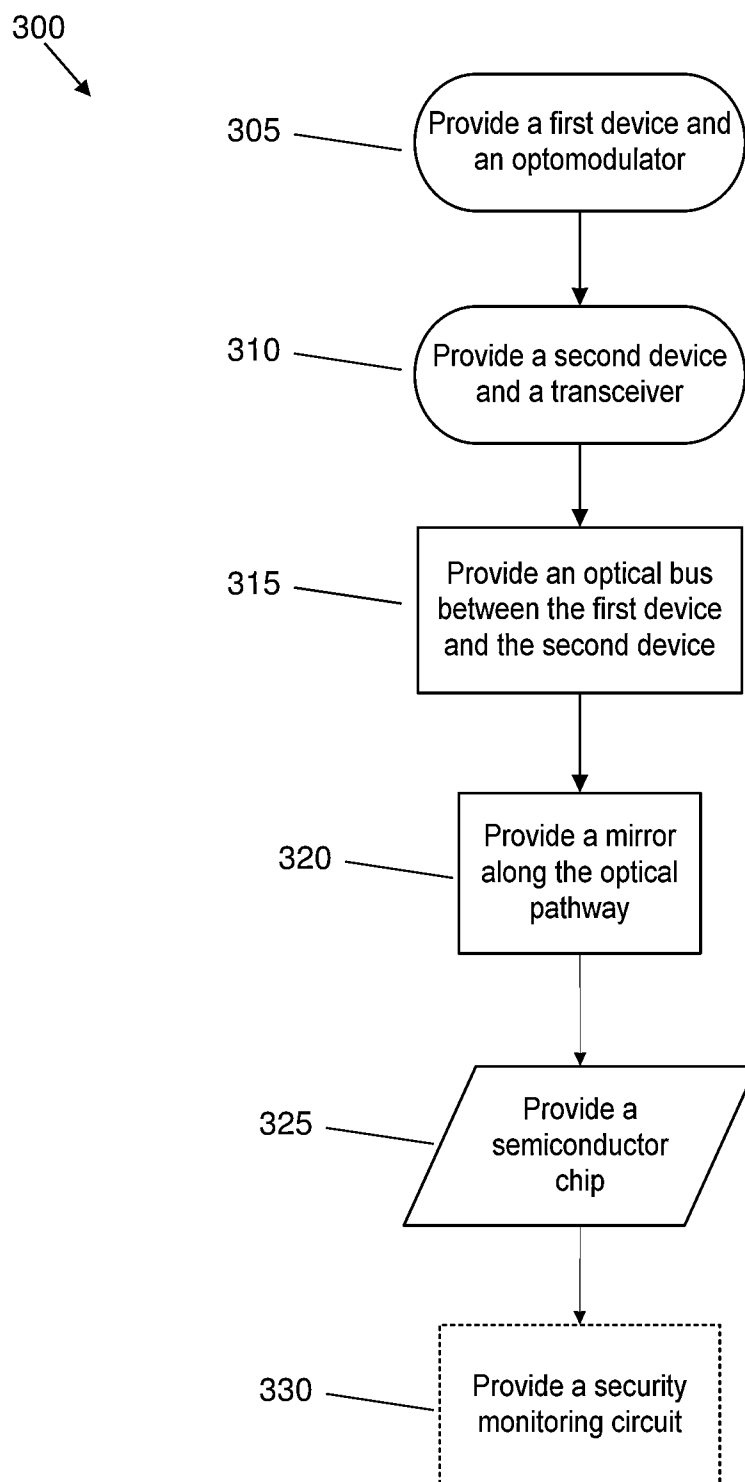 300
305
Provide a first device and
an optomodulator
310
Provide a second device
and a transceiver
315
Provide an optical bus
between the first device
and the second device
320
Provide a mirror
along the optical
pathway
325
Provide a
semiconductor
chip
330
Provide a security
monitoring circuit